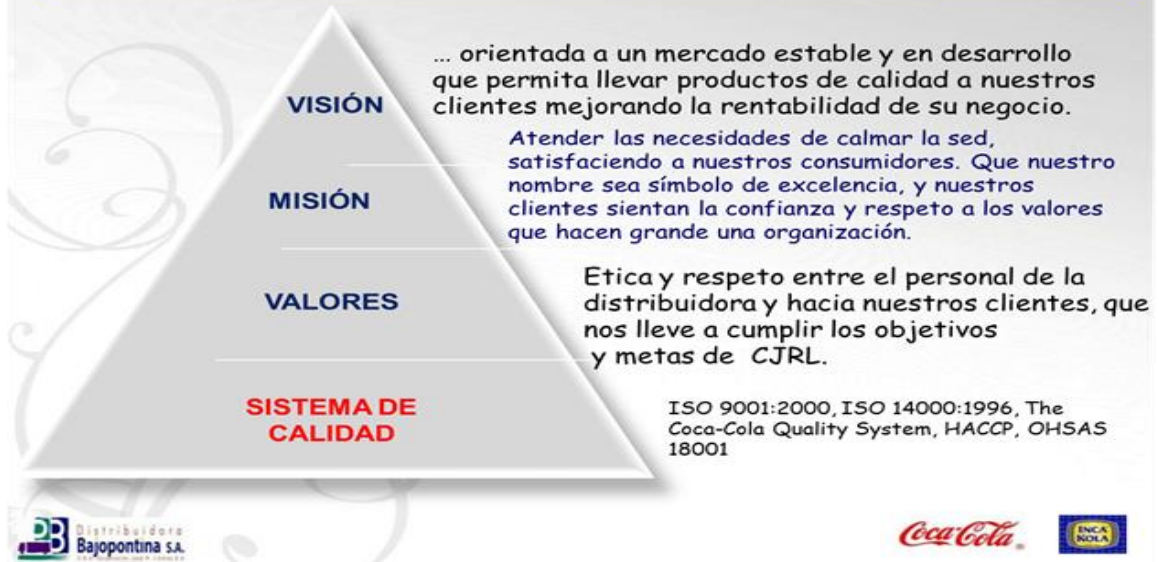 VISIÓN
... orientada a un mercado estable y en desarrollo
que permita llevar productos de calidad a nuestros
clientes mejorando la rentabilidad de su negocio.
MISIÓN
Atender las necesidades de calmar la sed,
satisfaciendo a nuestros consumidores. Que nuestro
nombre sea símbolo de excelencia, y nuestros
clientes sientan la confianza y respeto a los valores
que hacen grande una organización.
VALORES
Etica y respeto entre el personal de la
distribuidora y hacia nuestros clientes, que
nos lleve a cumplir los objetivos
y metas de CJRL.
SISTEMA DE
CALIDAD
ISO 9001:2000, ISO 14000:1996, The
Coca-Cola Quality System, HACCP, OHSAS
18001
DB
Distribuidora
Bajopontina S.A.
Coca-Cola
INCA
KOLA